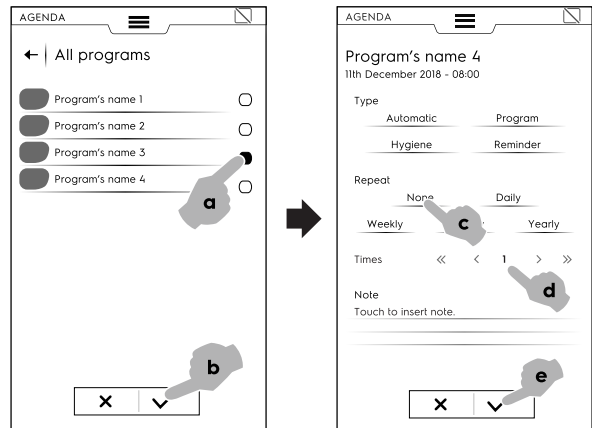 AGENDA
All programs
Program's name 1
Program's name 2
Program's name 3
a
Program's name 4
b
AGENDA
Program's name 4
11th December 2018 - 08:00
Type
Automatic Program
Hygiene Reminder
Repeat
None Daily
c
Weekly Yearly
Times << < 1 > >>
d
Note
Touch to insert note.
e